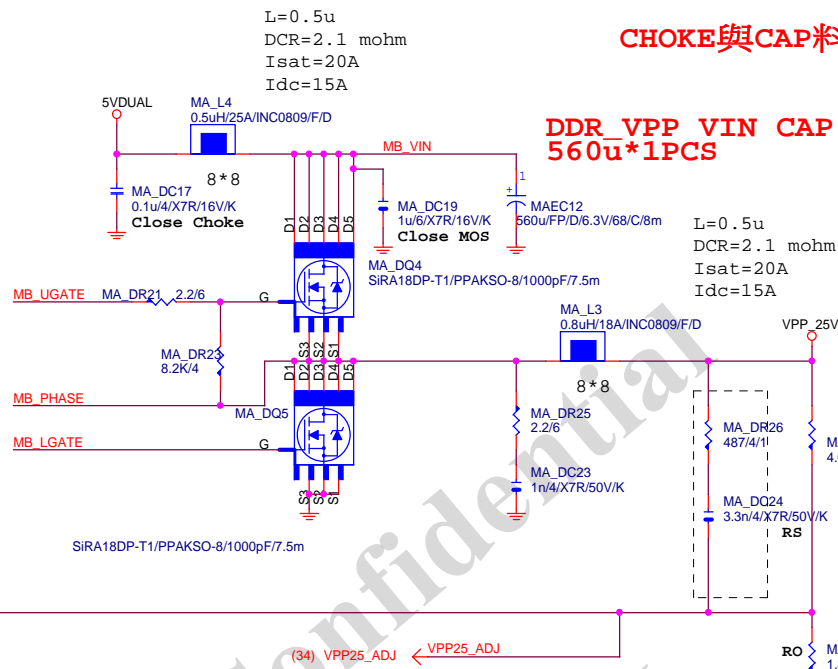 L=0.5u
DCR=2.1 mohm
Isat=20A
Idc=15A
CHOKE與CAP料
5VDUAL
MA_L4
0.5uH/25A/INC0809/F/D
8*8
MB_VIN
DDR_VPP VIN CAP
560u*1PCS
MA_DC17
0.1u/4/X7R/16V/K
Close Choke
MA_DC19
1u/6/X7R/16V/K
Close MOS
1
+
MAEC12
560u/FP/D/6.3V/68/C/8m
D1
D2
D3
D4
D5
MA_DQ4
SiRA18DP-T1/PPAKSO-8/1000pF/7.5m
L=0.5u
DCR=2.1 mohm
Isat=20A
Idc=15A
MB_UGATE
MA_DR21
2.2/6
G
S3
S2
S1
MA_DR23
8.2K/4
MA_L3
0.8uH/18A/INC0809/F/D
8*8
VPP_25V
D1
D2
D3
D4
D5
MB_PHASE
MA_DQ5
MB_LGATE
G
S3
S2
S1
MA_DR25
2.2/6
MA_DC23
1n/4/X7R/50V/K
MA_DR26
487/4/1
MA_DC24
3.3n/4/X7R/50V/K
RS
SiRA18DP-T1/PPAKSO-8/1000pF/7.5m
(34) VPP25_ADJ
VPP25_ADJ
RO
Confidential